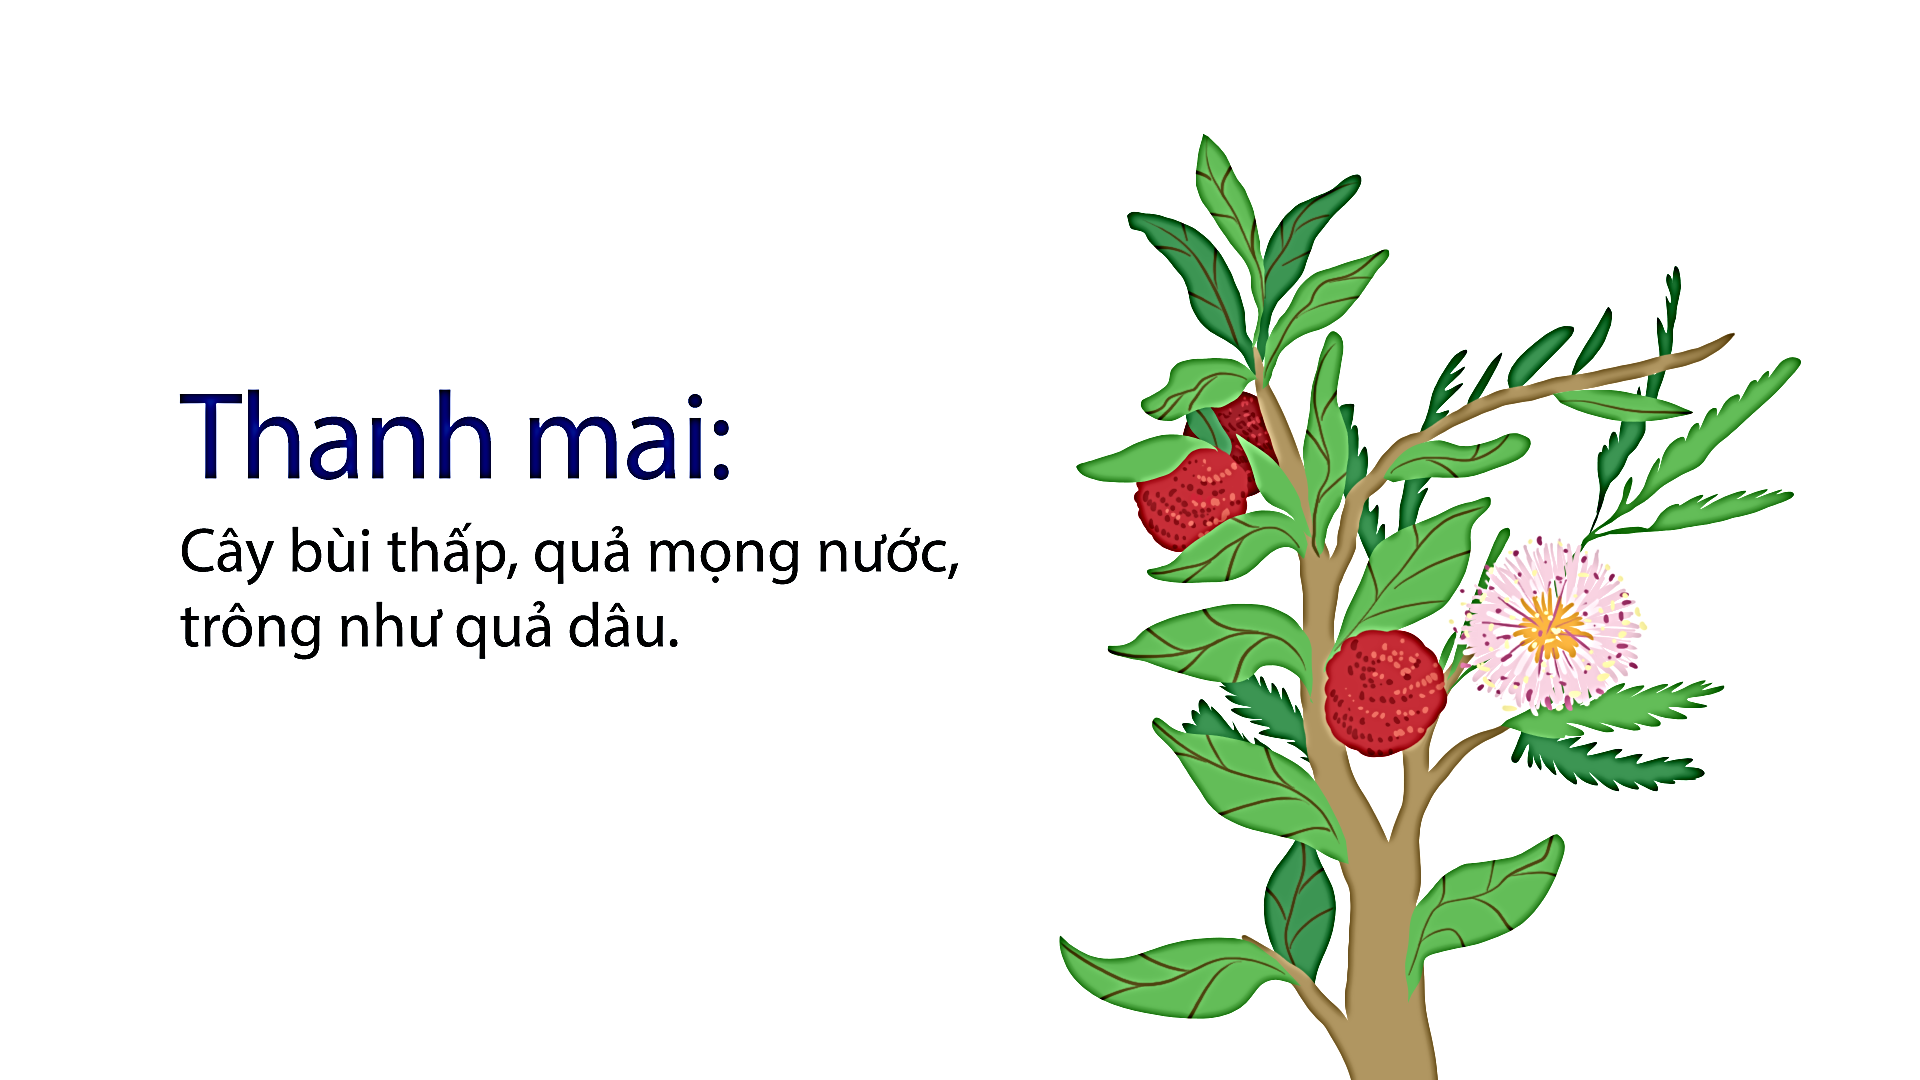 Thanh mai:
Cây bùi thấp, quả mọng nước,
trông như quả dâu.